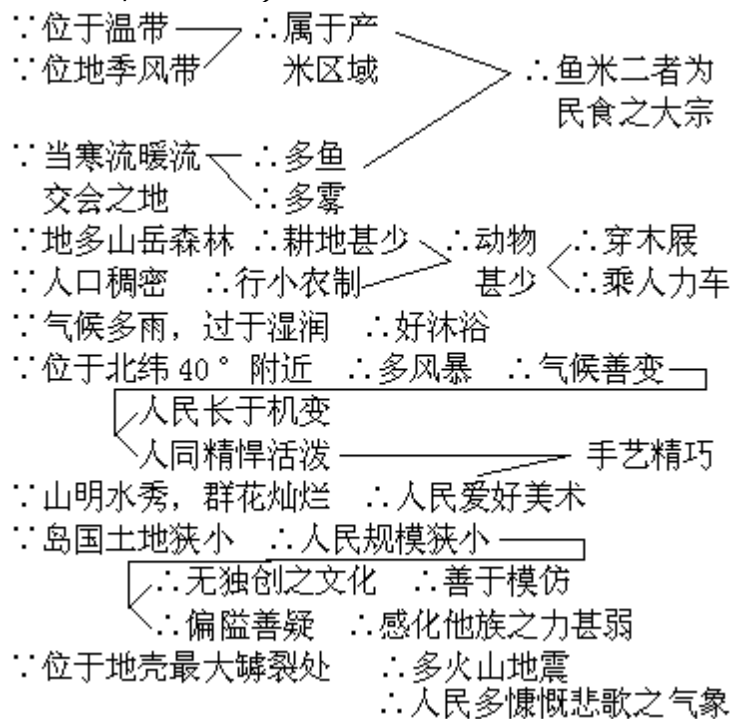 ∵位于温带 ∴属于产
∵位地季风带 米区域 ∴鱼米二者为
民食之大宗
∵当寒流暖流 ∴多鱼
交会之地 ∴多雾
∵地多山岳森林 ∴耕地甚少 ∴动物 ∴穿木屐
∵人口稠密 ∴行小农制 甚少 ∴乘人力车
∵气候多雨，过于湿润 ∴好沐浴
∵位于北纬40°附近 ∴多风暴 ∴气候善变
人民长于机变
人同精悍活泼 手艺精巧
∵山明水秀，群花灿烂 ∴人民爱好美术
∵岛国土地狭小 ∴人民规模狭小
∴无独创之文化 ∴善于模仿
∴偏隘善疑 ∴感化他族之力甚弱
∵位于地壳最大罅裂处 ∴多火山地震
∴人民多慷慨悲歌之气象